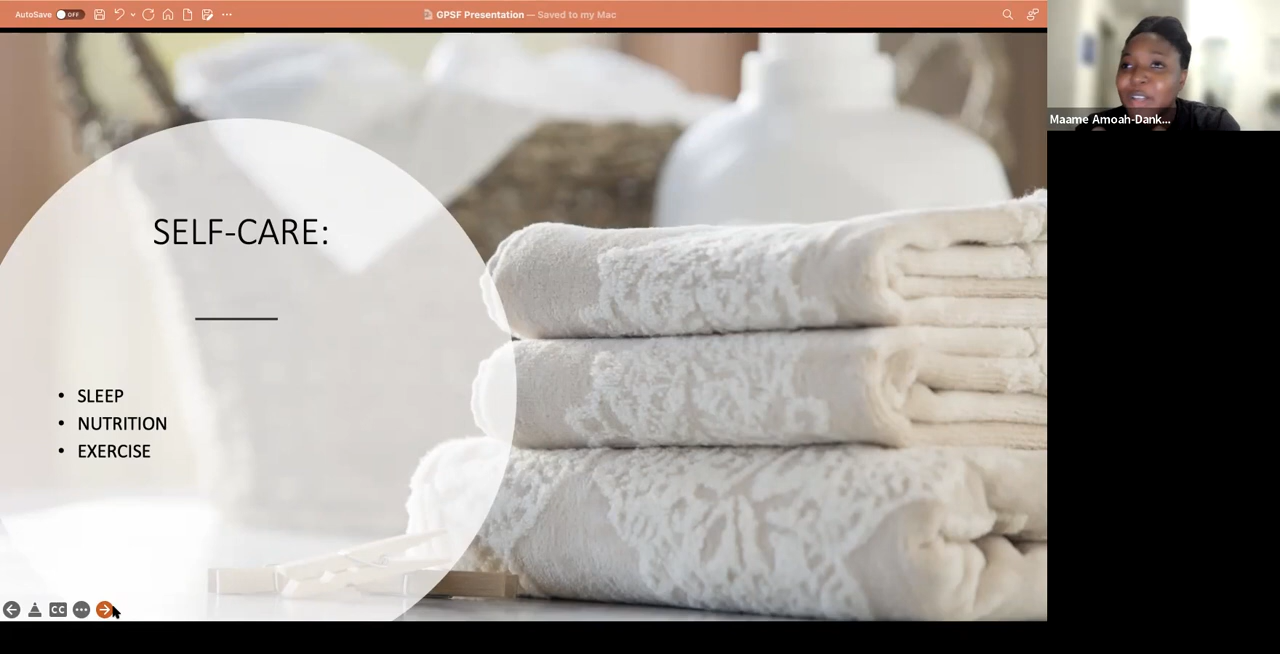 AutoSave OFF
GPSF Presentation — Saved to my Mac
Maame Amoah-Dank...
SELF-CARE:
• SLEEP
• NUTRITION
• EXERCISE
CC